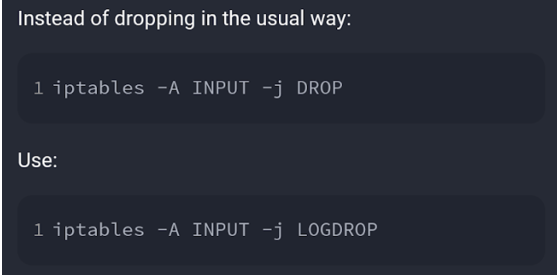 Instead of dropping in the usual way:
1 iptables -A INPUT -j DROP
Use:
1 iptables -A INPUT -j LOGDROP